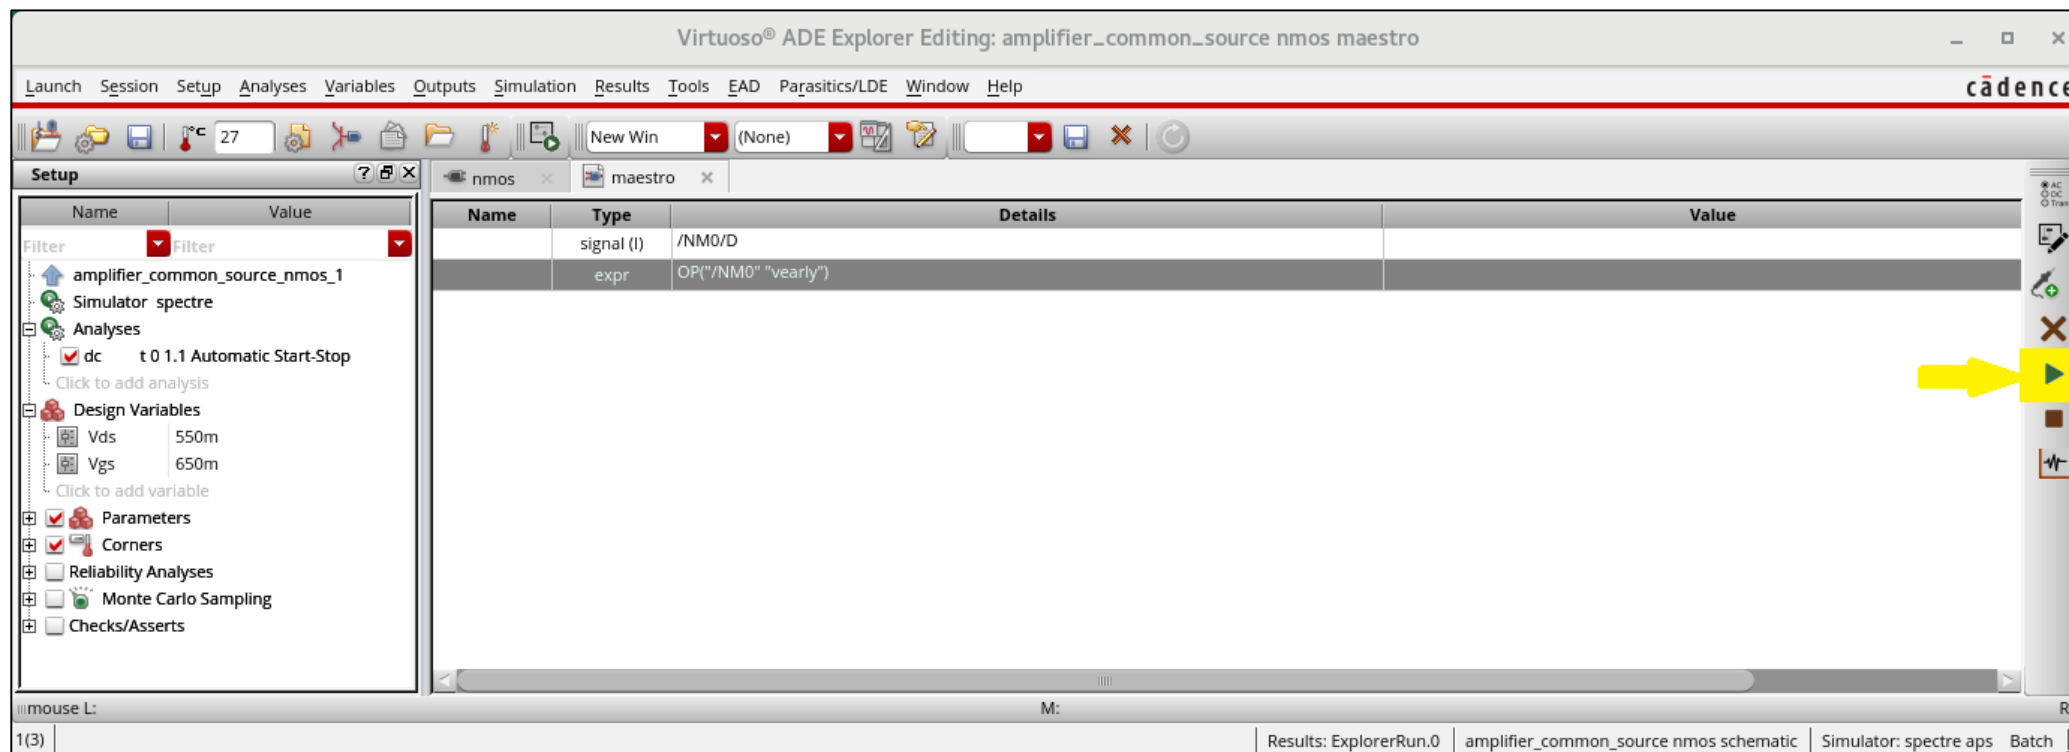 Virtuoso® ADE Explorer Editing: amplifier_common_source nmos maestro
Launch Session Setup Analyses Variables Outputs Simulation Results Tools EAD Parasitics/LDE Window Help
cādence
°C 27 New Win (None)
Setup
nmos
maestro
Name Value
Filter Filter
amplifier_common_source_nmos_1
Simulator spectre
Analyses
dc t 0 1.1 Automatic Start-Stop
Click to add analysis
Design Variables
Vds 550m
Vgs 650m
Click to add variable
Parameters
Corners
Reliability Analyses
Monte Carlo Sampling
Checks/Asserts
Name Type Details Value
signal (I) /NM0/D
expr OP("/NM0" "vearly")
AC
DC
Tran
mouse L: M: R
1(3) Results: ExplorerRun.0 amplifier_common_source nmos schematic Simulator: spectre aps Batch